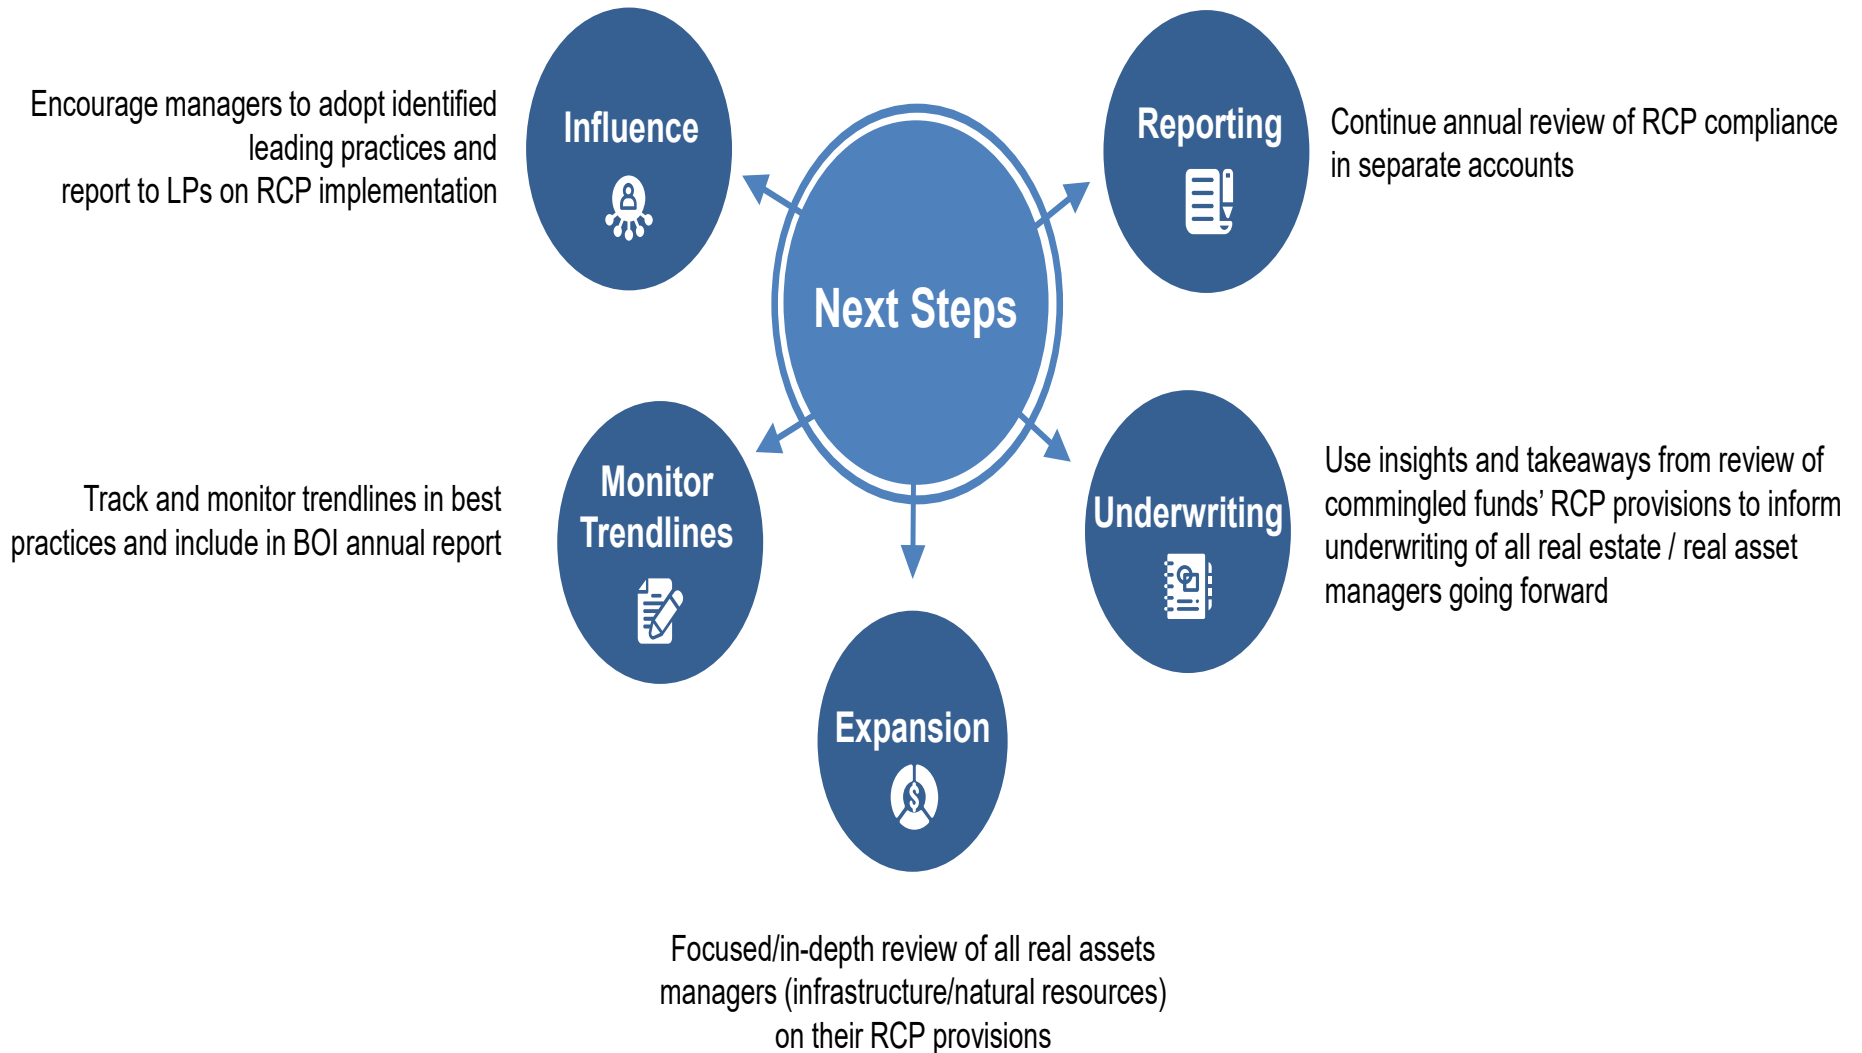 Influence
Encourage managers to adopt identified
leading practices and
report to LPs on RCP implementation
Reporting
Continue annual review of RCP compliance
in separate accounts
Next Steps
Monitor
Trendlines
Track and monitor trendlines in best
practices and include in BOI annual report
Underwriting
Use insights and takeaways from review of
commingled funds’ RCP provisions to inform
underwriting of all real estate / real asset
managers going forward
Expansion
$
Focused/in-depth review of all real assets
managers (infrastructure/natural resources)
on their RCP provisions